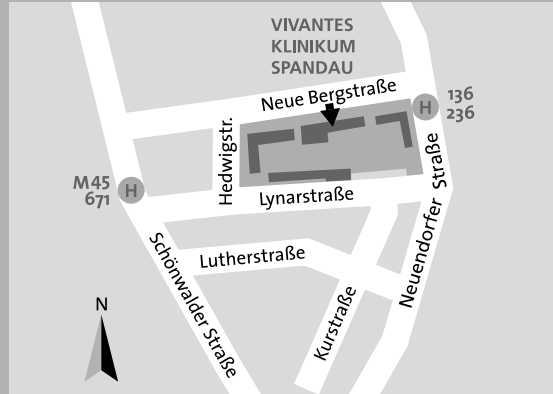 VIVANTES
KLINIKUM
SPANDAU
Neue Bergstraße
H
136
236
Hedwigstr.
M45
671
H
Lynarstraße
Neuendorfer Straße
Schönwalder Straße
Lutherstraße
Kurstraße
N